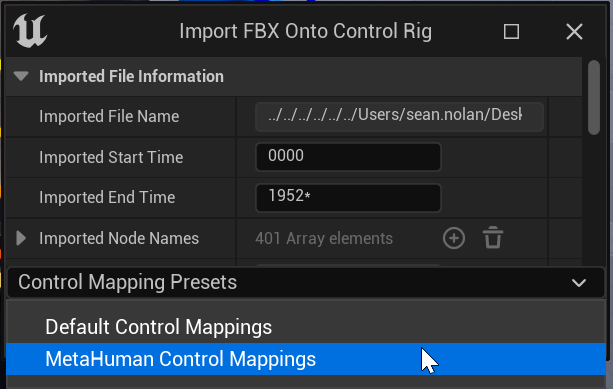 Import FBX Onto Control Rig
Imported File Information
Imported File Name ../../../../../../Users/sean.nolan/Desk
Imported Start Time 0000
Imported End Time 1952*
Imported Node Names 401 Array elements
Control Mapping Presets
Default Control Mappings
MetaHuman Control Mappings